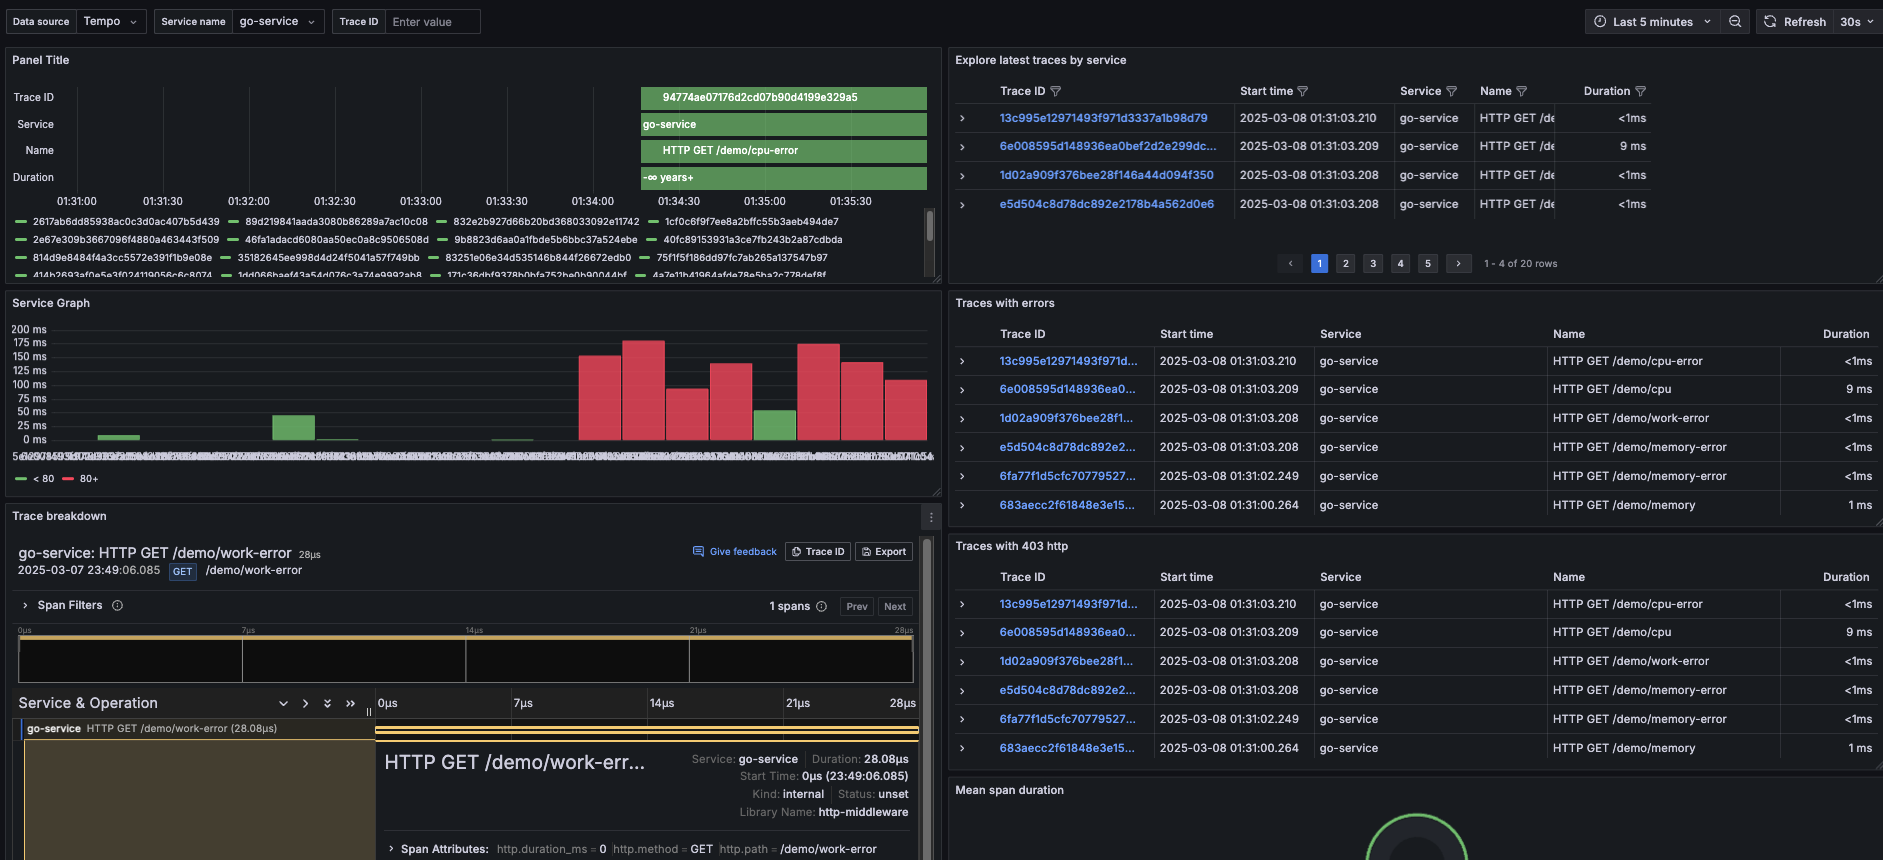 Data source Tempo Service name go-service Trace ID Enter value Last 5 minutes Refresh 30s
Panel Title
Trace ID 94774ae07176d2cd07b90d4199e329a5
Service go-service
Name HTTP GET /demo/cpu-error
Duration -∞ years+
01:31:00 01:31:30 01:32:00 01:32:30 01:33:00 01:33:30 01:34:00 01:34:30 01:35:00 01:35:30
2617ab6dd85938ac0c3d0ac407b5d439 89d219841aada3080b86289a7ac10c08 832e2b927d66b20bd368033092e11742 1cf0c6f9f7ee8a2bffc55b3aeb494de7
2e67e309b3667096f4880a463443f509 46fa1adacd6080aa50ec0a8c9506508d 9b8823d6aa0a1fbde5b6bbc37a524ebe 40fc89153931a3ce7fb243b2a87cdbda
814d9e8484f4a3cc5572e391f1b9e08e 35182645ee998d4d24f5041a57f749bb 83251e06e34d535146b844f26672edb0 75f1f5f186dd97fc7ab265a137547b97
Explore latest traces by service
Trace ID Start time Service Name Duration
13c995e12971493f971d3337a1b98d79 2025-03-08 01:31:03.210 go-service HTTP GET /de <1ms
6e008595d148936ea0bef2d2e299dc... 2025-03-08 01:31:03.209 go-service HTTP GET /de 9 ms
1d02a909f376bee28f146a44d094f350 2025-03-08 01:31:03.208 go-service HTTP GET /de <1ms
e5d504c8d78dc892e2178b4a562d0e6 2025-03-08 01:31:03.208 go-service HTTP GET /de <1ms
1 2 3 4 5 1 - 4 of 20 rows
Service Graph
200 ms
175 ms
150 ms
125 ms
100 ms
75 ms
50 ms
25 ms
0 ms
< 80 80+
Traces with errors
Trace ID Start time Service Name Duration
13c995e12971493f971d... 2025-03-08 01:31:03.210 go-service HTTP GET /demo/cpu-error <1ms
6e008595d148936ea0... 2025-03-08 01:31:03.209 go-service HTTP GET /demo/cpu 9 ms
1d02a909f376bee28f1... 2025-03-08 01:31:03.208 go-service HTTP GET /demo/work-error <1ms
e5d504c8d78dc892e2... 2025-03-08 01:31:03.208 go-service HTTP GET /demo/memory-error <1ms
6fa77f1d5cfc70779527... 2025-03-08 01:31:02.249 go-service HTTP GET /demo/memory-error <1ms
683aecc2f61848e3e15... 2025-03-08 01:31:00.264 go-service HTTP GET /demo/memory 1 ms
Trace breakdown
go-service: HTTP GET /demo/work-error 28μs Give feedback Trace ID Export
2025-03-07 23:49:06.085 GET /demo/work-error
Span Filters 1 spans Prev Next
0μs 7μs 14μs 21μs 28μs
Service & Operation 0μs 7μs 14μs 21μs 28μs
go-service HTTP GET /demo/work-error (28.08μs)
HTTP GET /demo/work-err... Service: go-service Duration: 28.08μs
Start Time: 0μs (23:49:06.085)
Kind: internal Status: unset
Library Name: http-middleware
Span Attributes: http.duration_ms = 0 http.method = GET http.path = /demo/work-error
Traces with 403 http
Trace ID Start time Service Name Duration
13c995e12971493f971d... 2025-03-08 01:31:03.210 go-service HTTP GET /demo/cpu-error <1ms
6e008595d148936ea0... 2025-03-08 01:31:03.209 go-service HTTP GET /demo/cpu 9 ms
1d02a909f376bee28f1... 2025-03-08 01:31:03.208 go-service HTTP GET /demo/work-error <1ms
e5d504c8d78dc892e2... 2025-03-08 01:31:03.208 go-service HTTP GET /demo/memory-error <1ms
6fa77f1d5cfc70779527... 2025-03-08 01:31:02.249 go-service HTTP GET /demo/memory-error <1ms
683aecc2f61848e3e15... 2025-03-08 01:31:00.264 go-service HTTP GET /demo/memory 1 ms
Mean span duration